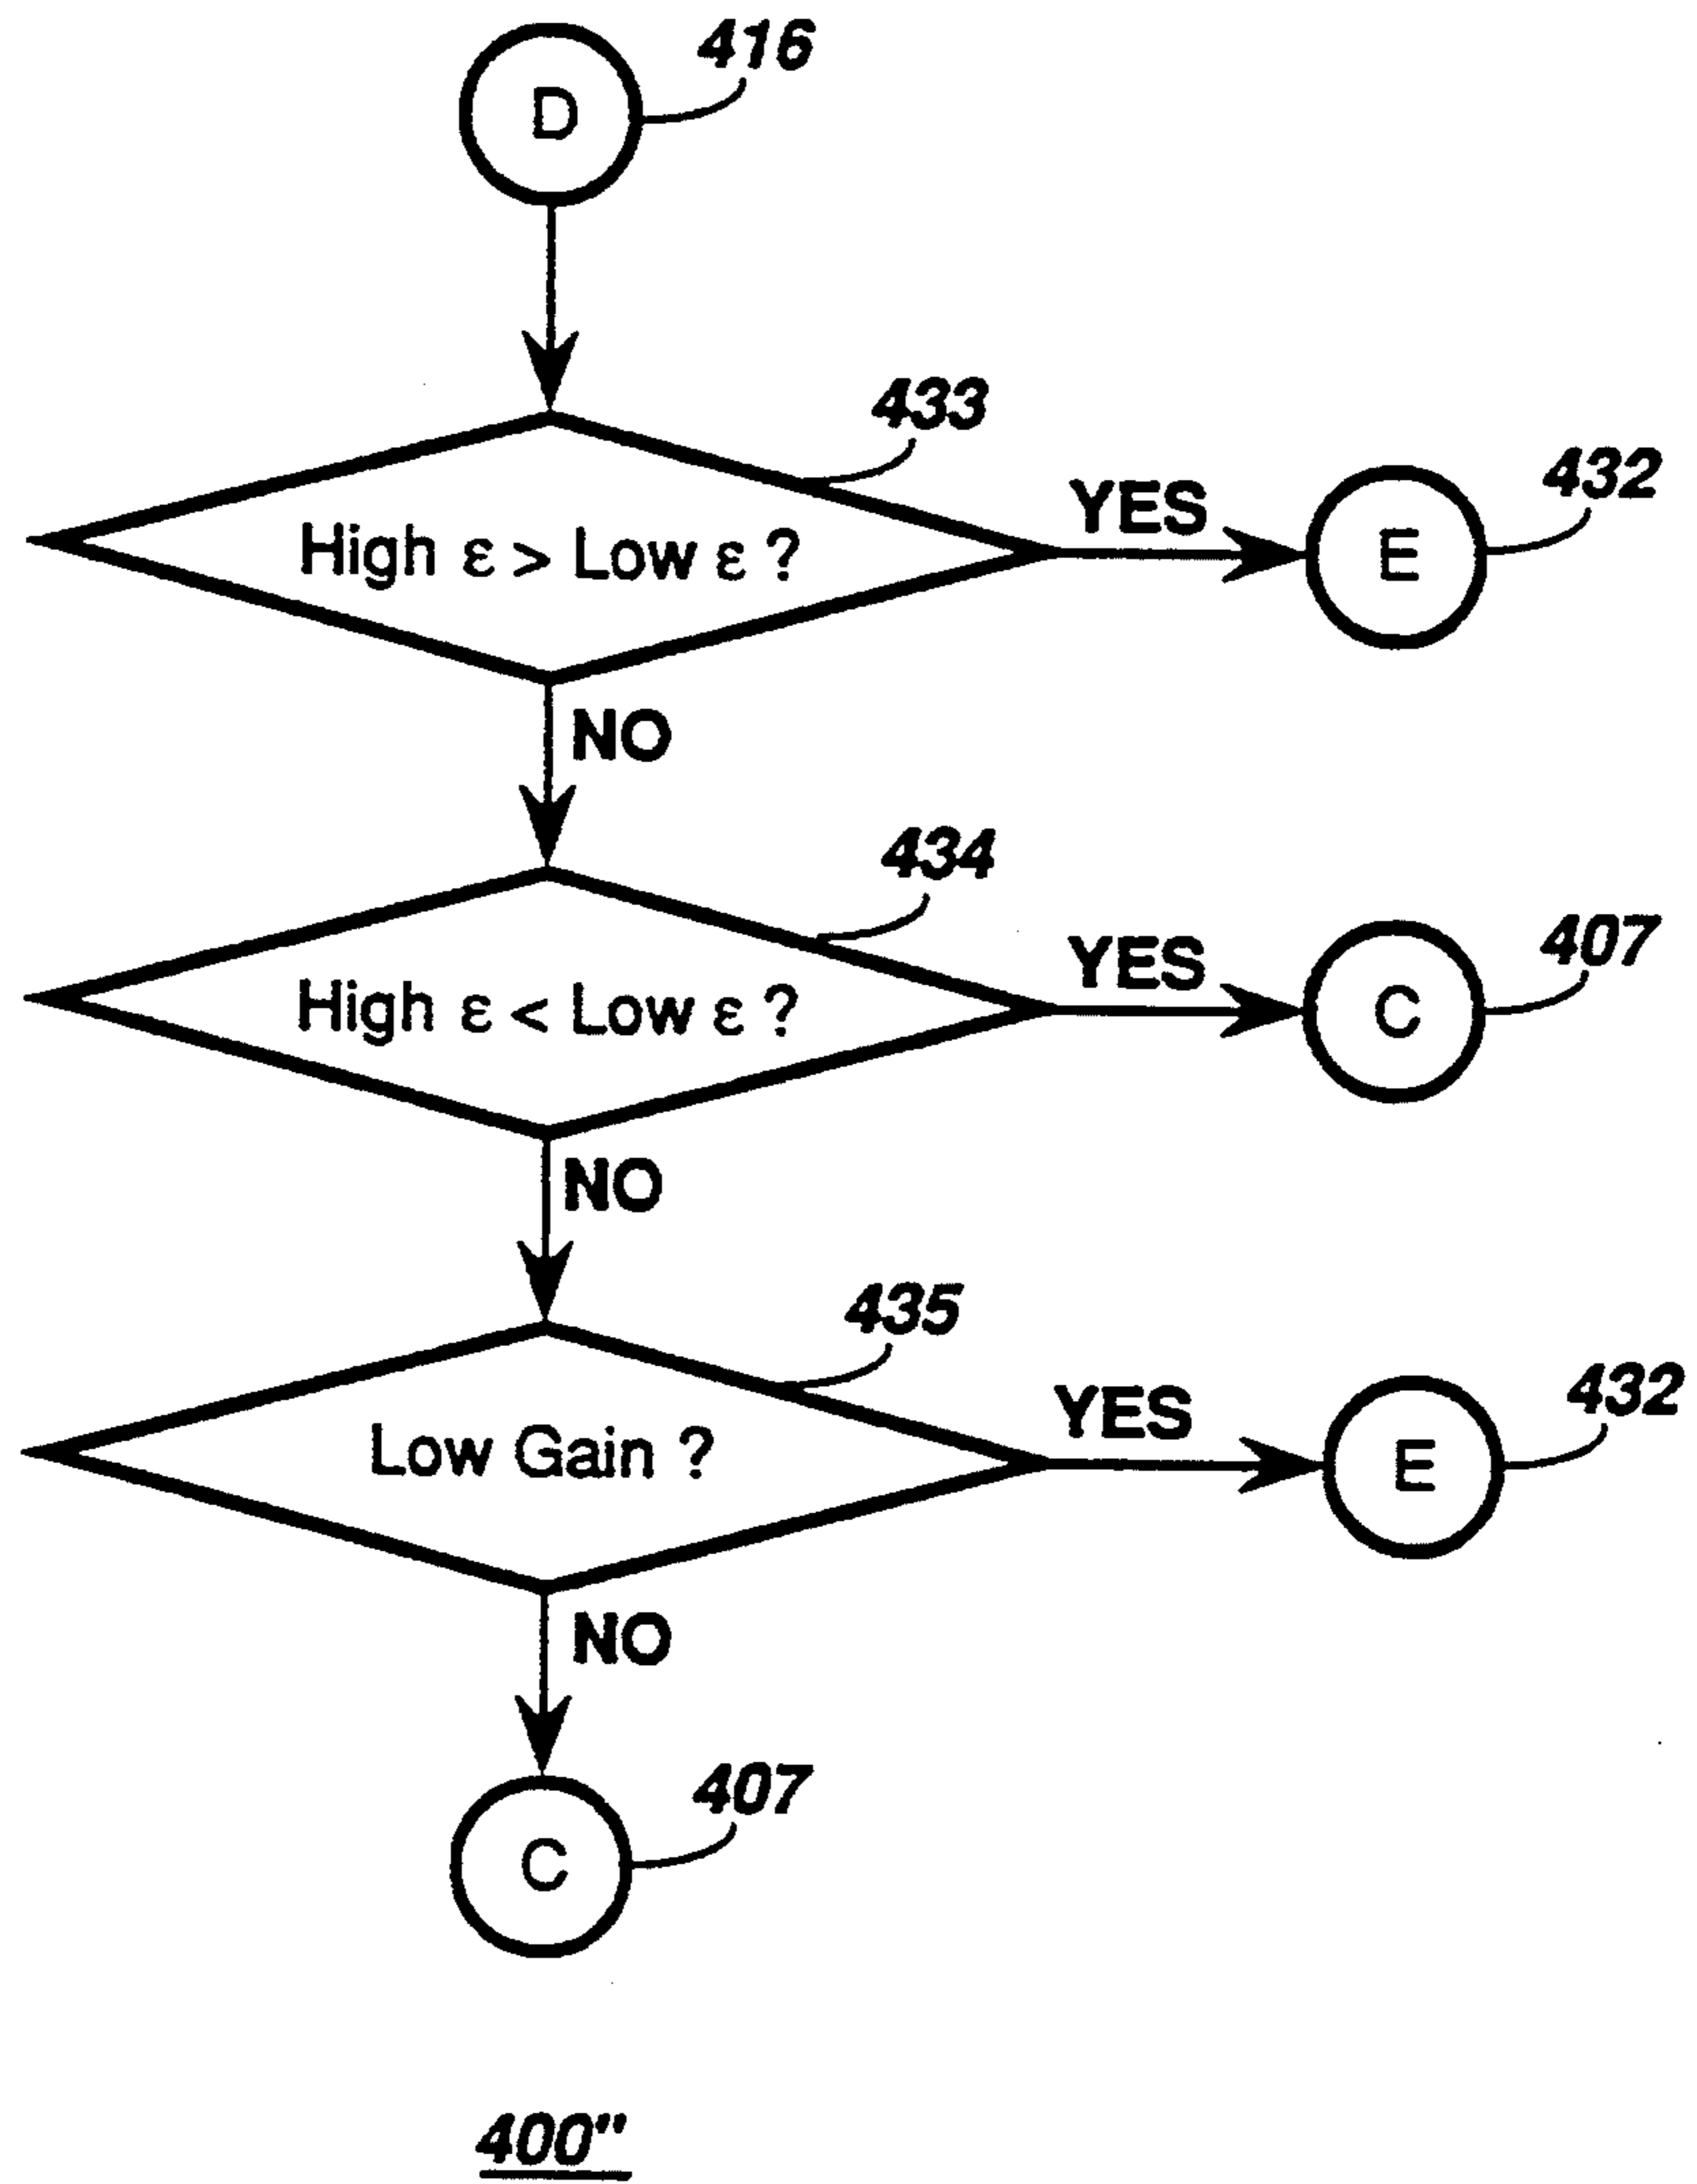 416
D
433
432
YES
High ε > Low ε ?
E
NO
434
407
YES
High ε < Low ε ?
C
NO
435
432
YES
Low Gain ?
E
NO
407
C
400"